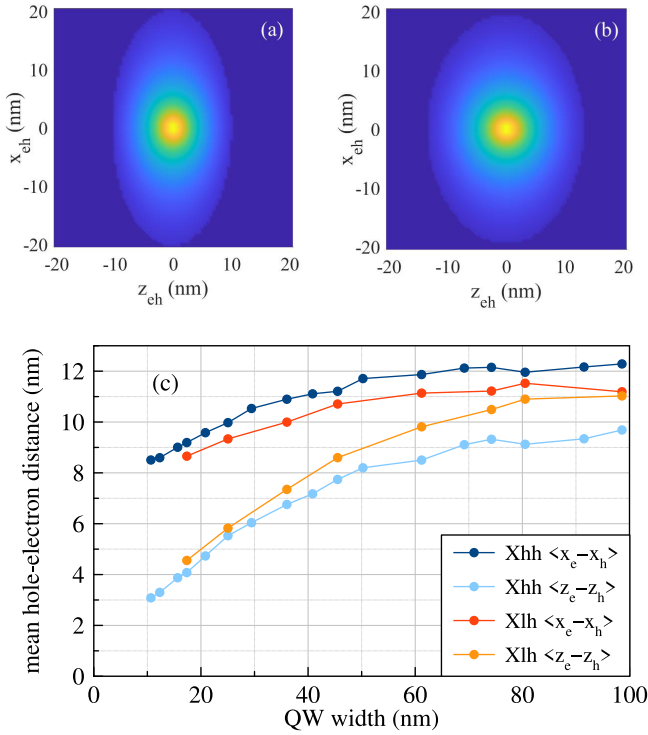 (a)
(b)
20
10
0
-10
-20
x_eh (nm)
-20
-10
0
10
20
z_eh (nm)
20
10
0
-10
-20
x_eh (nm)
-20
-10
0
10
20
z_eh (nm)
(c)
mean hole-electron distance (nm)
12
10
8
6
4
2
0
0
20
40
60
80
100
QW width (nm)
Xhh <x_e−x_h>
Xhh <z_e−z_h>
Xlh <x_e−x_h>
Xlh <z_e−z_h>